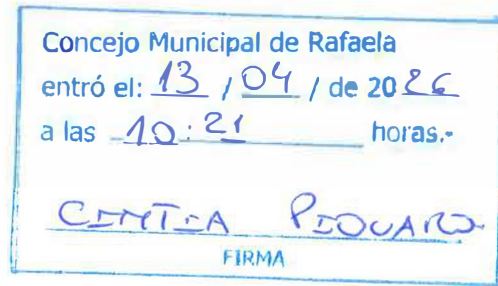 Concejo Municipal de Rafaela
entró el: 13 / 04 / de 2026
a las 10:21 horas.-
CINTIA
FIRMA